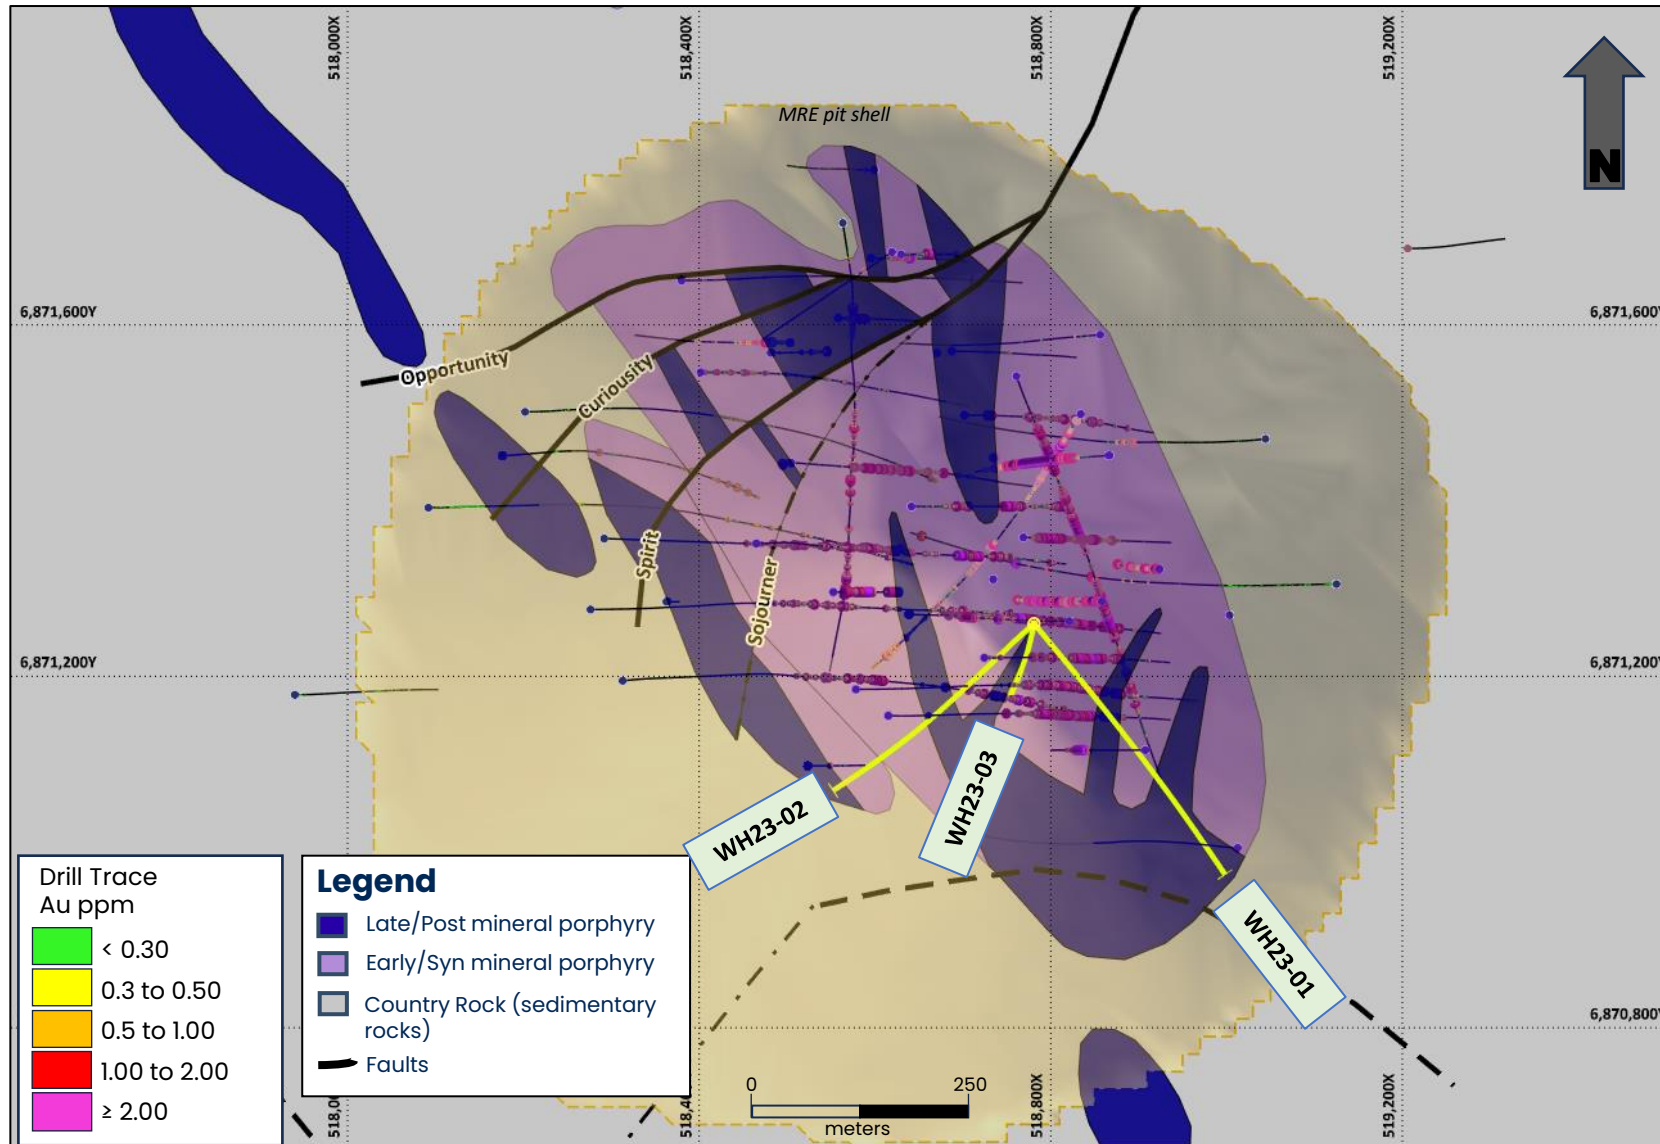 518,000X
518,400X
518,800X
519,200X
MRE pit shell
N
6,871,600Y
6,871,600Y
Opportunity
Curiousity
Spirit
Sojourner
6,871,200Y
6,871,200Y
WH23-02
WH23-03
WH23-01
Drill Trace
Au ppm
< 0.30
0.3 to 0.50
0.5 to 1.00
1.00 to 2.00
≥ 2.00
Legend
Late/Post mineral porphyry
Early/Syn mineral porphyry
Country Rock (sedimentary
rocks)
Faults
6,870,800Y
0 250
meters
518,00
518,40
518,800X
519,200X